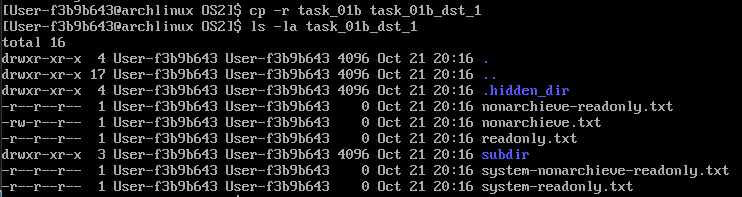 [User-f3b9b643@archlinux OS2]$ cp -r task_01b task_01b_dst_1
[User-f3b9b643@archlinux OS2]$ ls -la task_01b_dst_1
total 16
drwxr-xr-x  4 User-f3b9b643 User-f3b9b643 4096 Oct 21 20:16 .
drwxr-xr-x 17 User-f3b9b643 User-f3b9b643 4096 Oct 21 20:16 ..
drwxr-xr-x  4 User-f3b9b643 User-f3b9b643 4096 Oct 21 20:16 .hidden_dir
-r--r--r--  1 User-f3b9b643 User-f3b9b643    0 Oct 21 20:16 nonarchieve-readonly.txt
-rw-r--r--  1 User-f3b9b643 User-f3b9b643    0 Oct 21 20:16 nonarchieve.txt
-r--r--r--  1 User-f3b9b643 User-f3b9b643    0 Oct 21 20:16 readonly.txt
drwxr-xr-x  3 User-f3b9b643 User-f3b9b643 4096 Oct 21 20:16 subdir
-r--r--r--  1 User-f3b9b643 User-f3b9b643    0 Oct 21 20:16 system-nonarchieve-readonly.txt
-r--r--r--  1 User-f3b9b643 User-f3b9b643    0 Oct 21 20:16 system-readonly.txt